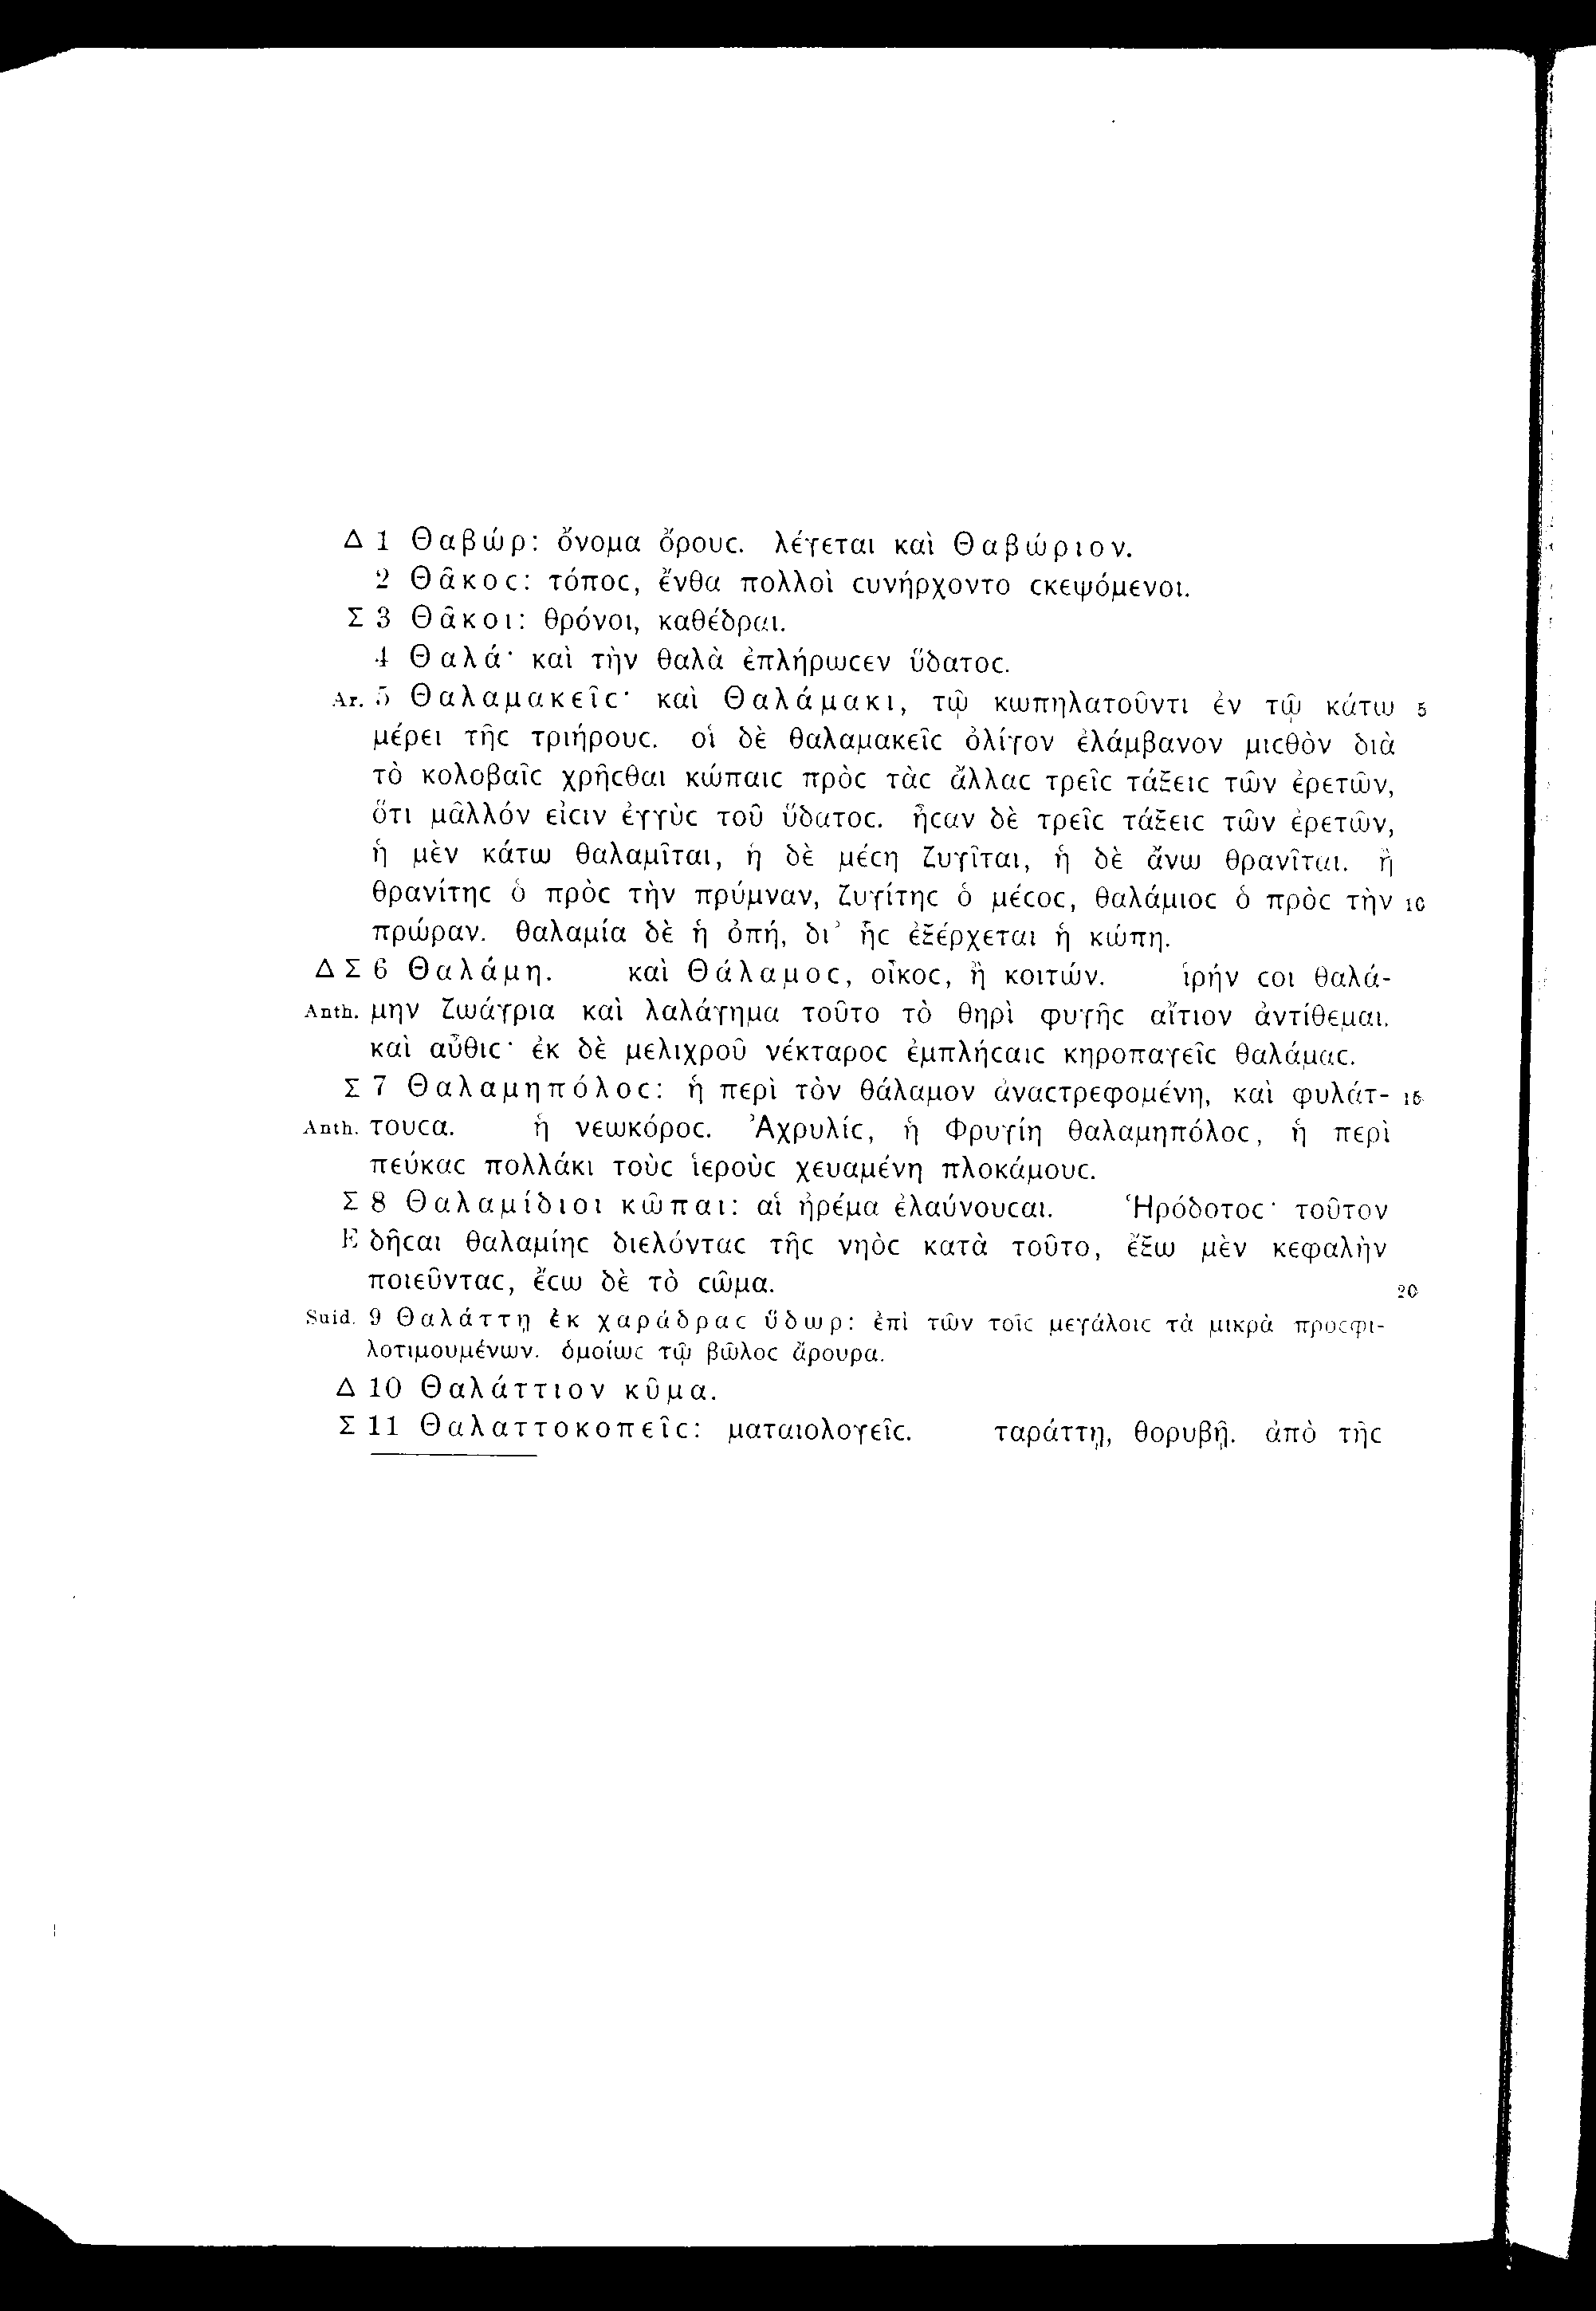 Δ 1 Θαβώρ: ὄνομα ὄρουϲ. λέγεται καὶ Θαβώριον.
2 Θᾶκοϲ: τόποϲ, ἔνθα πολλοὶ ϲυνήρχοντο ϲκεψόμενοι.
Σ 3 Θᾶκοι: θρόνοι, καθέδραι.
4 Θαλά· καὶ τὴν θαλὰ ἐπλήρωϲεν ὕδατοϲ.
Ar. 5 Θαλαμακεῖϲ· καὶ Θαλάμακι, τῷ κωπηλατοῦντι ἐν τῷ κάτω 5
μέρει τῆϲ τριήρουϲ. οἱ δὲ θαλαμακεῖϲ ὀλίγον ἐλάμβανον μιϲθὸν διὰ
τὸ κολοβαῖϲ χρῆϲθαι κώπαιϲ πρὸϲ τὰϲ ἄλλαϲ τρεῖϲ τάξειϲ τῶν ἐρετῶν,
ὅτι μᾶλλόν εἰϲιν ἐγγὺϲ τοῦ ὕδατοϲ. ἦϲαν δὲ τρεῖϲ τάξειϲ τῶν ἐρετῶν,
ἡ μὲν κάτω θαλαμῖται, ἡ δὲ μέϲη ζυγῖται, ἡ δὲ ἄνω θρανῖται. ἢ
θρανίτηϲ ὁ πρὸϲ τὴν πρύμναν, ζυγίτηϲ ὁ μέϲοϲ, θαλάμιοϲ ὁ πρὸϲ τὴν 10
πρώραν. θαλαμία δὲ ἡ ὀπή, δι᾽ ἧϲ ἐξέρχεται ἡ κώπη.
Δ Σ 6 Θαλάμη. καὶ Θάλαμοϲ, οἶκοϲ, ἢ κοιτών. ἱρήν ϲοι θαλά-
Anth. μην ζωάγρια καὶ λαλάγημα τοῦτο τὸ θηρὶ φυγῆϲ αἴτιον ἀντίθεμαι.
καὶ αὖθιϲ· ἐκ δὲ μελιχροῦ νέκταροϲ ἐμπλήϲαιϲ κηροπαγεῖϲ θαλάμαϲ.
Σ 7 Θαλαμηπόλοϲ: ἡ περὶ τὸν θάλαμον ἀναϲτρεφομένη, καὶ φυλάτ- 15
Anth. τουϲα. ἡ νεωκόροϲ. Ἀχρυλίϲ, ἡ Φρυγίη θαλαμηπόλοϲ, ἡ περὶ
πεύκαϲ πολλάκι τοὺϲ ἱεροὺϲ χευαμένη πλοκάμουϲ.
Σ 8 Θαλαμίδιοι κῶπαι: αἱ ἠρέμα ἐλαύνουϲαι. Ἡρόδοτοϲ· τοῦτον
E δῆϲαι θαλαμίηϲ διελόνταϲ τῆϲ νηὸϲ κατὰ τοῦτο, ἔξω μὲν κεφαλὴν
ποιεῦνταϲ, ἔϲω δὲ τὸ ϲῶμα. 20
Suid. 9 Θαλάττῃ ἐκ χαράδραϲ ὕδωρ: ἐπὶ τῶν τοῖϲ μεγάλοιϲ τὰ μικρὰ προϲφι-
λοτιμουμένων. ὁμοίωϲ τῷ βῶλοϲ ἄρουρα.
Δ 10 Θαλάττιον κῦμα.
Σ 11 Θαλαττοκοπεῖϲ: ματαιολογεῖϲ. ταράττῃ, θορυβῇ. ἀπὸ τῆϲ